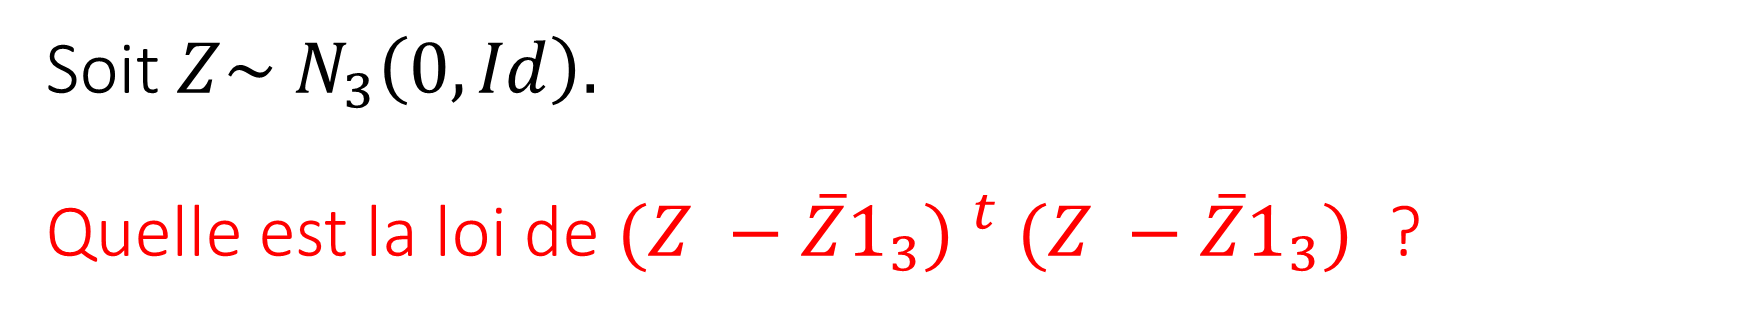 Soit Z~ N₃(0, Id).
Quelle est la loi de (Z − Z̄1₃) ᵗ (Z − Z̄1₃) ?